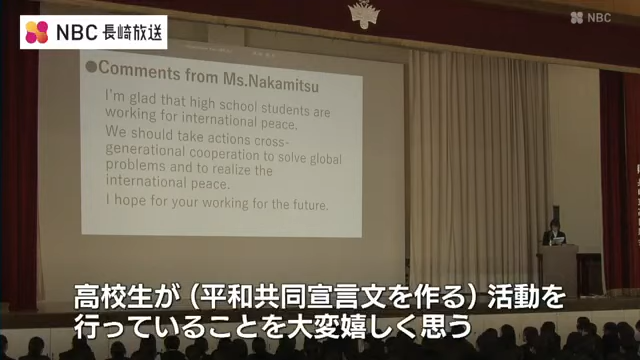 NBC 長崎放送
NBC
●Comments from Ms.Nakamitsu
I'm glad that high school students are
working for international peace.
We should take actions cross-
generational cooperation to solve global
problems and to realize the
international peace.
I hope for your working for the future.
高校生が（平和共同宣言文を作る）活動を
行っていることを大変嬉しく思う